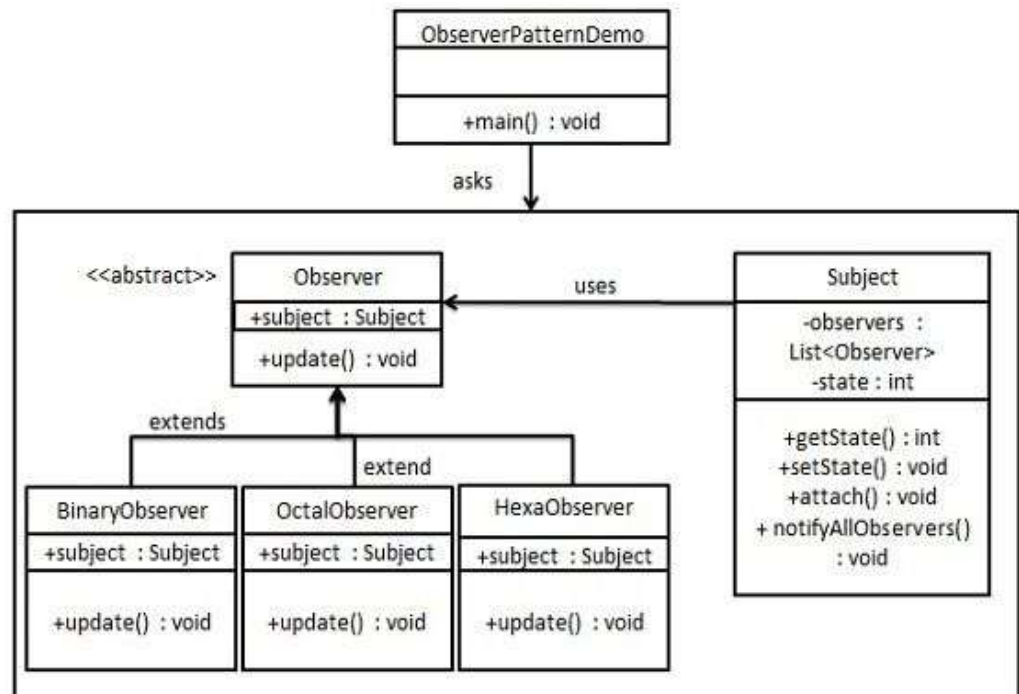 ObserverPatternDemo
+main() : void
asks
<<abstract>>
Observer
+subject : Subject
+update() : void
uses
Subject
-observers :
List<Observer>
-state : int
+getState() : int
+setState() : void
+attach() : void
+ notifyAllObservers()
: void
extends
extend
BinaryObserver
+subject : Subject
+update() : void
OctalObserver
+subject : Subject
+update() : void
HexaObserver
+subject : Subject
+update() : void